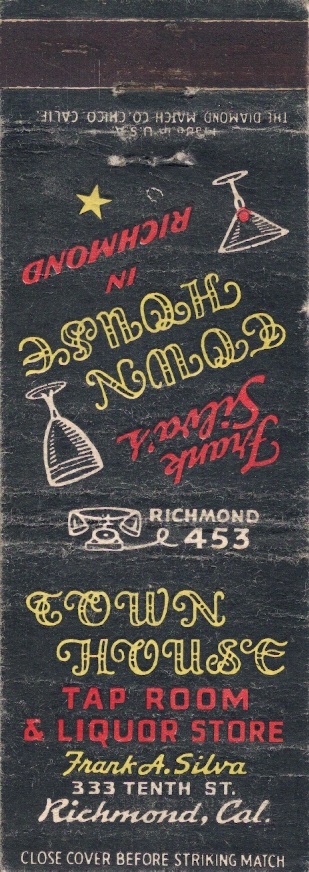 THE DIAMOND MATCH CO. CHICO, CALIF.
Made in U.S.A.
Frank
Silva's
TOWN
HOUSE
IN
RICHMOND
RICHMOND
453
TOWN
HOUSE
TAP ROOM
& LIQUOR STORE
Frank A. Silva
333 TENTH ST.
Richmond, Cal.
CLOSE COVER BEFORE STRIKING MATCH